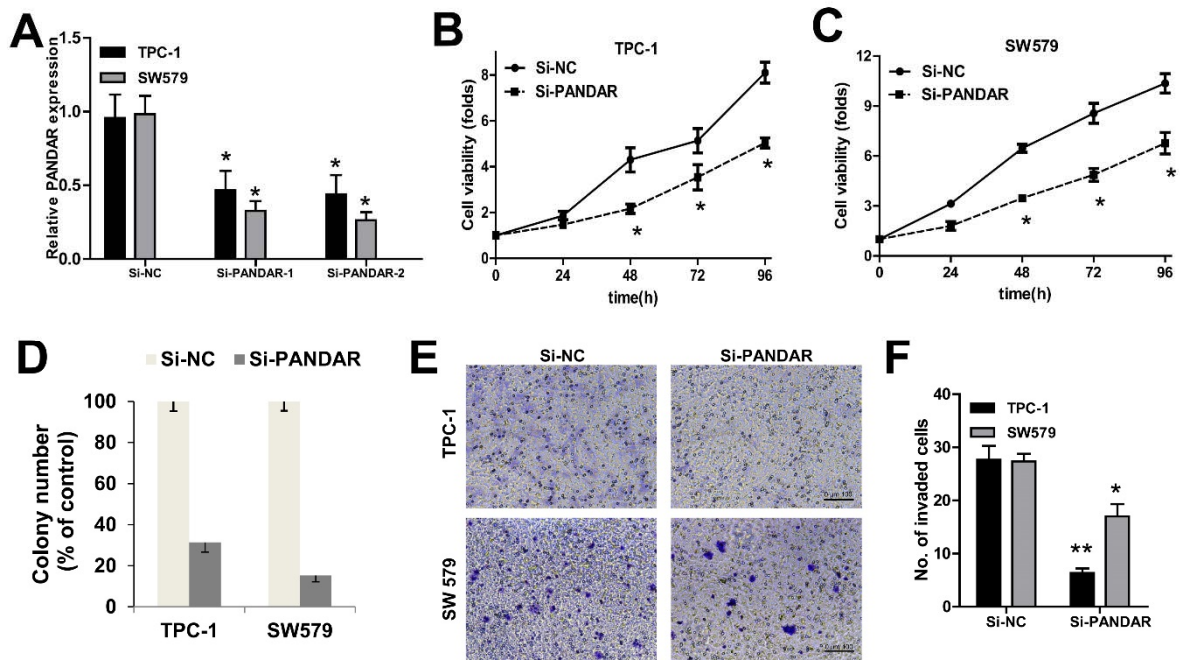 A
Relative PANDAR expression
1.5
1.0
0.5
0.0
TPC-1
SW579
*
*
*
*
Si-NC
Si-PANDAR-1
Si-PANDAR-2
B
TPC-1
Cell viability (folds)
8
6
4
2
0
Si-NC
Si-PANDAR
*
*
*
0
24
48
72
96
time(h)
C
SW579
Cell viability (folds)
12
9
6
3
0
Si-NC
Si-PANDAR
*
*
*
0
24
48
72
96
time(h)
D
Si-NC
Si-PANDAR
Colony number
(% of control)
100
80
60
40
20
0
TPC-1
SW579
E
Si-NC
Si-PANDAR
TPC-1
SW 579
F
No. of invaded cells
40
30
20
10
0
TPC-1
SW579
**
*
Si-NC
Si-PANDAR